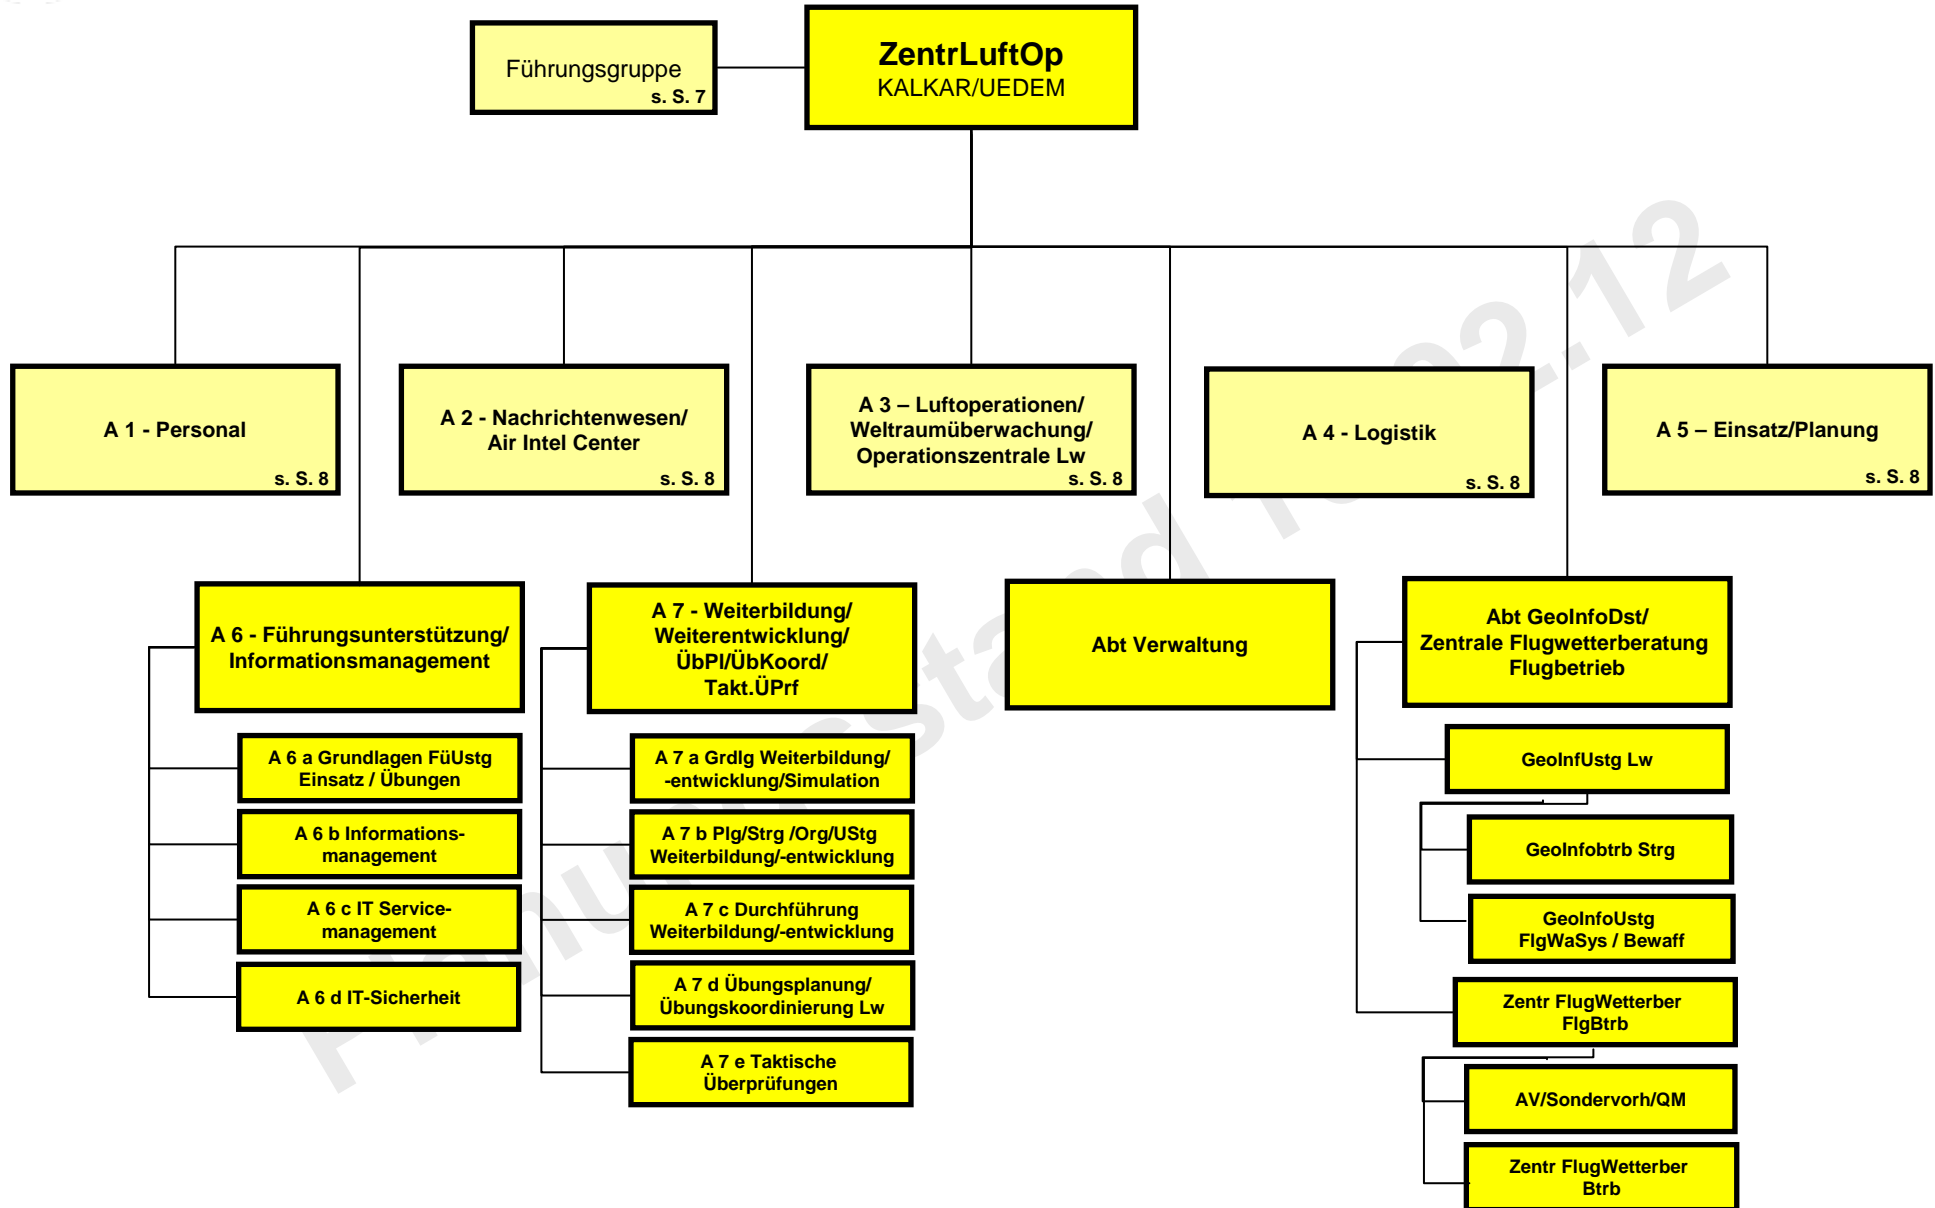 Führungsgruppe
s. S. 7
ZentrLuftOp
KALKAR/UEDEM
A 1 - Personal
s. S. 8
A 2 - Nachrichtenwesen/
Air Intel Center
s. S. 8
A 3 – Luftoperationen/
Weltraumüberwachung/
Operationszentrale Lw
s. S. 8
A 4 - Logistik
s. S. 8
A 5 – Einsatz/Planung
s. S. 8
A 6 - Führungsunterstützung/
Informationsmanagement
A 6 a Grundlagen FüUstg
Einsatz / Übungen
A 6 b Informations-
management
A 6 c IT Service-
management
A 6 d IT-Sicherheit
A 7 - Weiterbildung/
Weiterentwicklung/
ÜbPl/ÜbKoord/
Takt.ÜPrf
A 7 a Grdlg Weiterbildung/
-entwicklung/Simulation
A 7 b Plg/Strg /Org/UStg
Weiterbildung/-entwicklung
A 7 c Durchführung
Weiterbildung/-entwicklung
A 7 d Übungsplanung/
Übungskoordinierung Lw
A 7 e Taktische
Überprüfungen
Abt Verwaltung
Abt GeoInfoDst/
Zentrale Flugwetterberatung
Flugbetrieb
GeoInfUstg Lw
GeoInfobtrb Strg
GeoInfoUstg
FlgWaSys / Bewaff
Zentr FlugWetterber
FlgBtrb
AV/Sondervorh/QM
Zentr FlugWetterber
Btrb